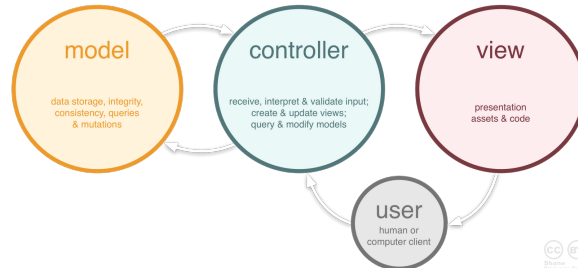 model
data storage, integrity,
consistency, queries
& mutations
controller
receive, interpret & validate input;
create & update views;
query & modify models
view
presentation
assets & code
user
human or
computer client
CC